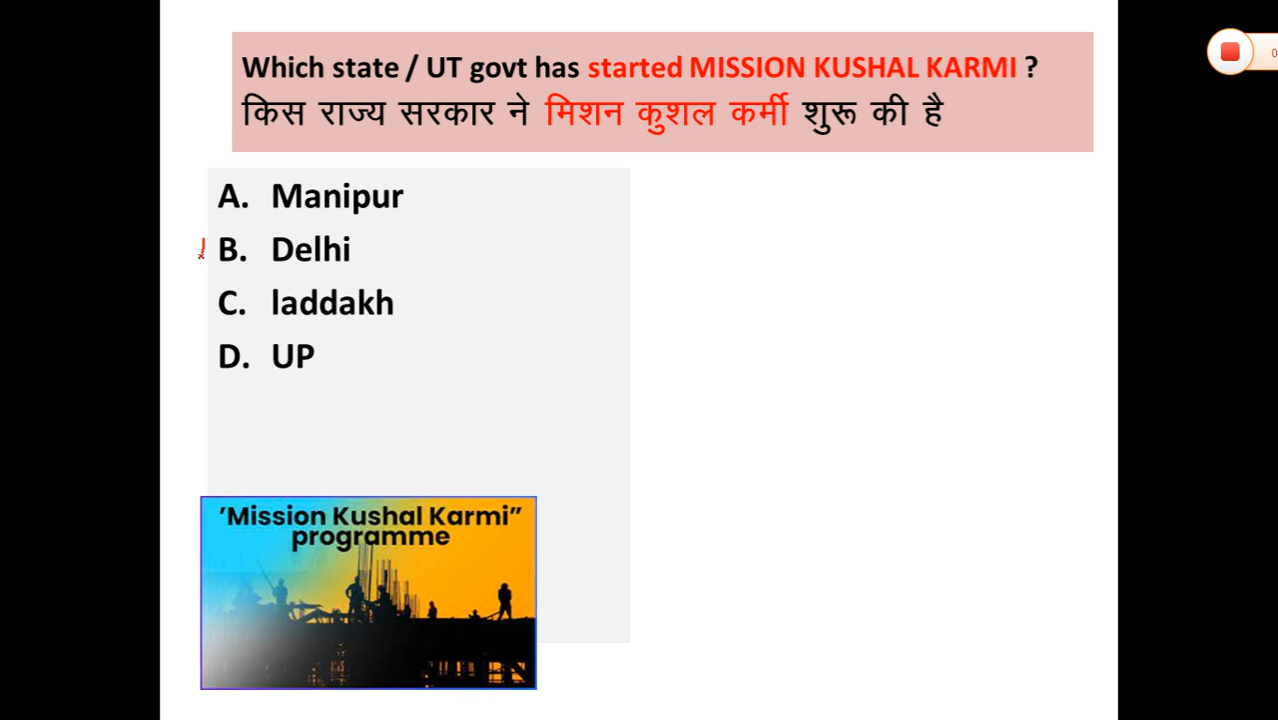 Which state / UT govt has started MISSION KUSHAL KARMI ?
किस राज्य सरकार ने मिशन कुशल कर्मी शुरू की है
A. Manipur
B. Delhi
C. laddakh
D. UP
’Mission Kushal Karmi”
programme